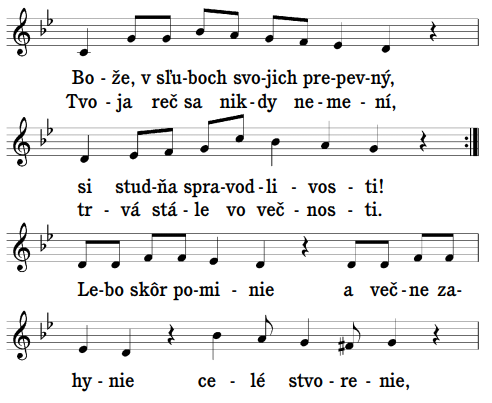 Bo - že, v sľu-boch svo-jich pre-pev-ný,
Tvo - ja reč sa nik-dy ne-me-ní,
si stud-ňa spra-vod-li-vos-ti!
tr-vá stá-le vo več-nos-ti.
Le-bo skôr po-mi-nie a več-ne za-
hy-nie ce-lé stvo-re-nie,